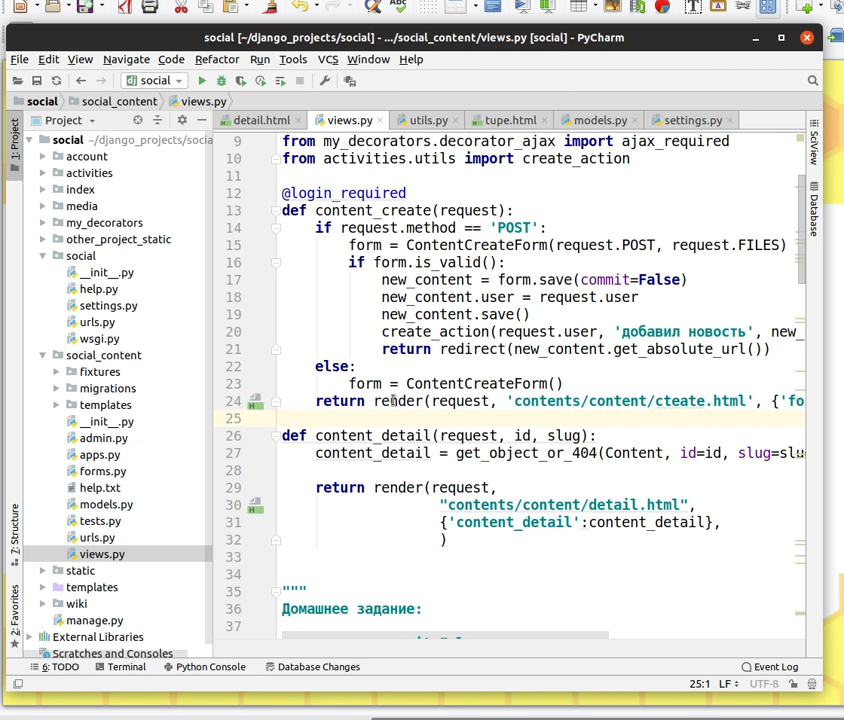 social [~/django_projects/social] - .../social_content/views.py [social] - PyCharm
File Edit View Navigate Code Refactor Run Tools VCS Window Help
social
social social_content views.py
Project
detail.html views.py utils.py tupe.html models.py settings.py
1: Project
7: Structure
2: Favorites
social ~/django_projects/socia
account
activities
index
media
my_decorators
other_project_static
social
__init__.py
help.py
settings.py
urls.py
wsgi.py
social_content
fixtures
migrations
templates
__init__.py
admin.py
apps.py
forms.py
help.txt
models.py
tests.py
urls.py
views.py
static
templates
wiki
manage.py
External Libraries
Scratches and Consoles
9 from my_decorators.decorator_ajax import ajax_required
10 from activities.utils import create_action
11
12 @login_required
13 def content_create(request):
14 if request.method == 'POST':
15 form = ContentCreateForm(request.POST, request.FILES)
16 if form.is_valid():
17 new_content = form.save(commit=False)
18 new_content.user = request.user
19 new_content.save()
20 create_action(request.user, 'добавил новость', new_
21 return redirect(new_content.get_absolute_url())
22 else:
23 form = ContentCreateForm()
24 return render(request, 'contents/content/cteate.html', {'fo
25
26 def content_detail(request, id, slug):
27 content_detail = get_object_or_404(Content, id=id, slug=slu
28
29 return render(request,
30 "contents/content/detail.html",
31 {'content_detail':content_detail},
32 )
33
34
35 """
36 Домашнее задание:
37
SciView
Database
6: TODO Terminal Python Console Database Changes Event Log
25:1 LF UTF-8